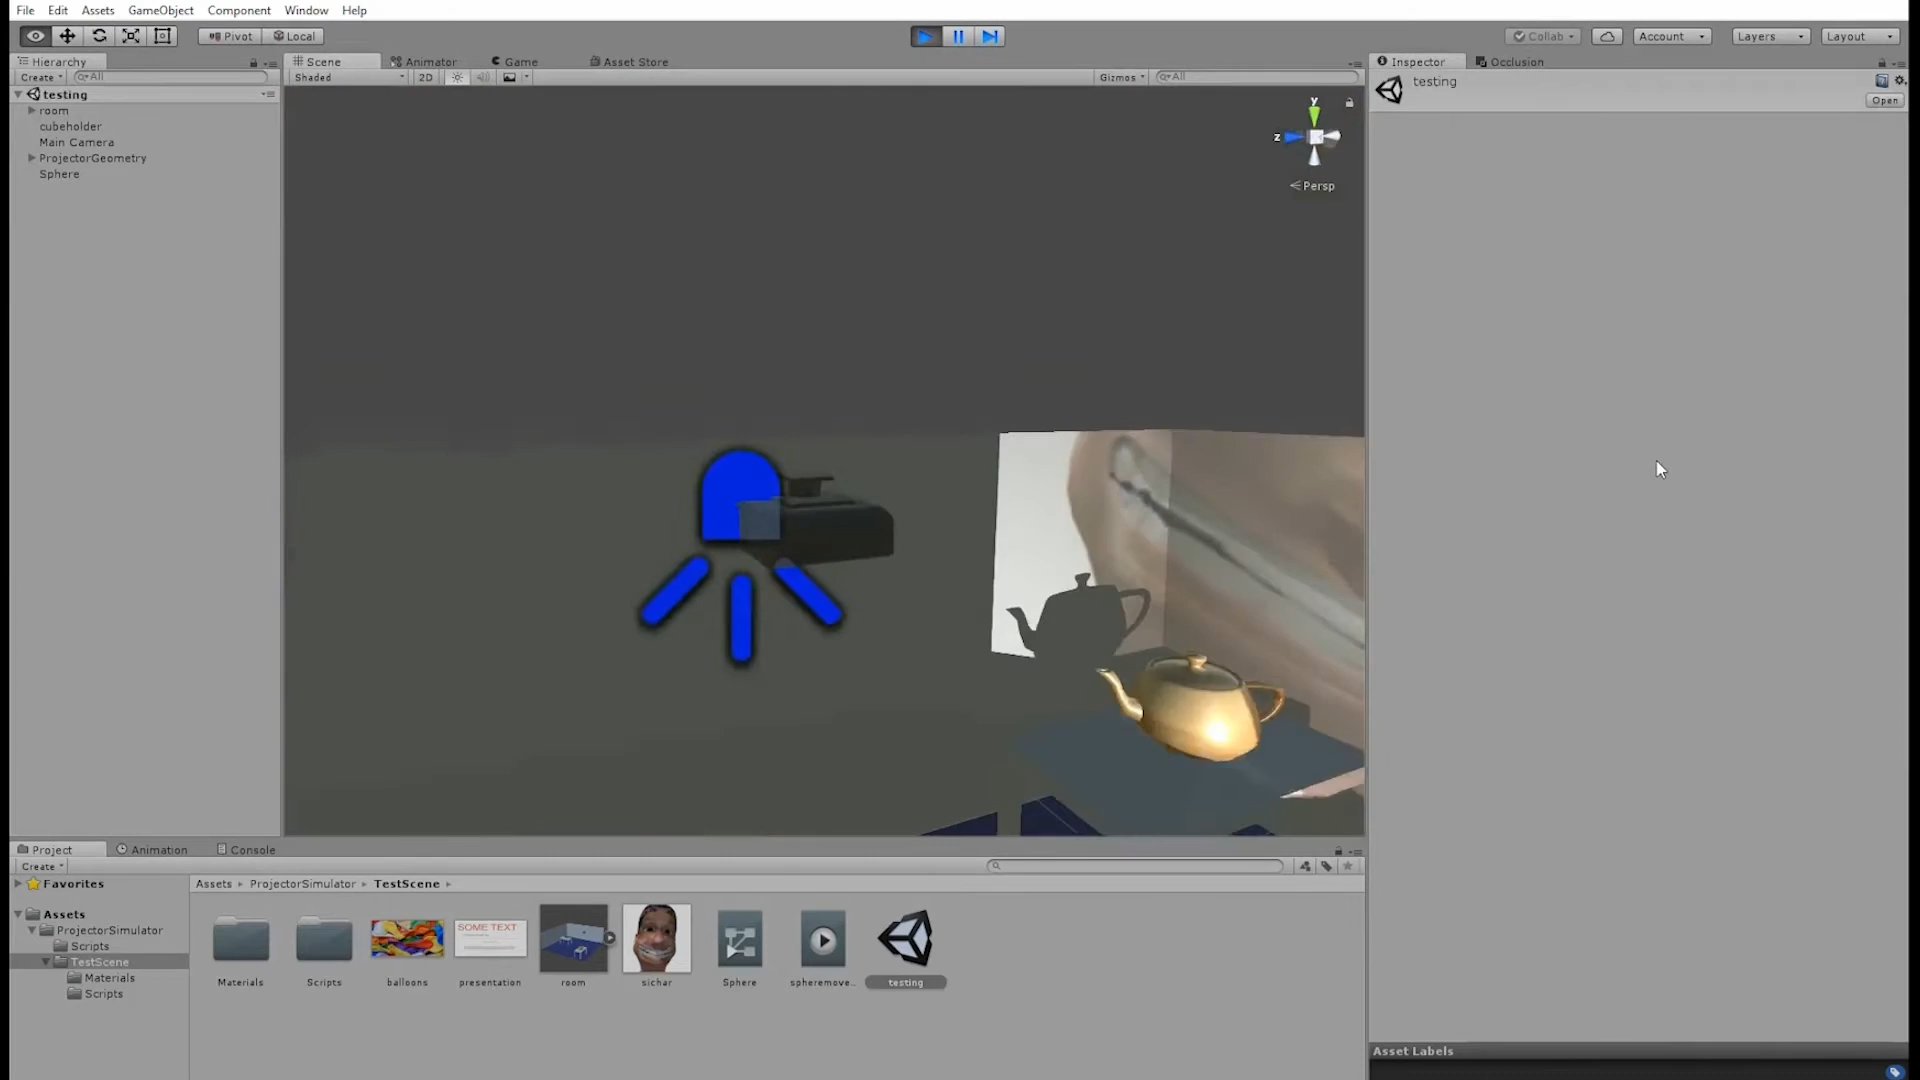 File Edit Assets GameObject Component Window Help
Pivot Local Collab Account Layers Layout
Hierarchy Scene Animator Game Asset Store Inspector Occlusion
Create All Shaded 2D Gizmos All testing
testing Open
room
cubeholder
Main Camera
ProjectorGeometry
Sphere
y
z
Persp
Project Animation Console
Create
Favorites Assets ProjectorSimulator TestScene
Assets
ProjectorSimulator
Scripts
TestScene
Materials
Scripts
SOME TEXT
Materials Scripts balloons presentation room sichar Sphere spheremove.. testing
Asset Labels